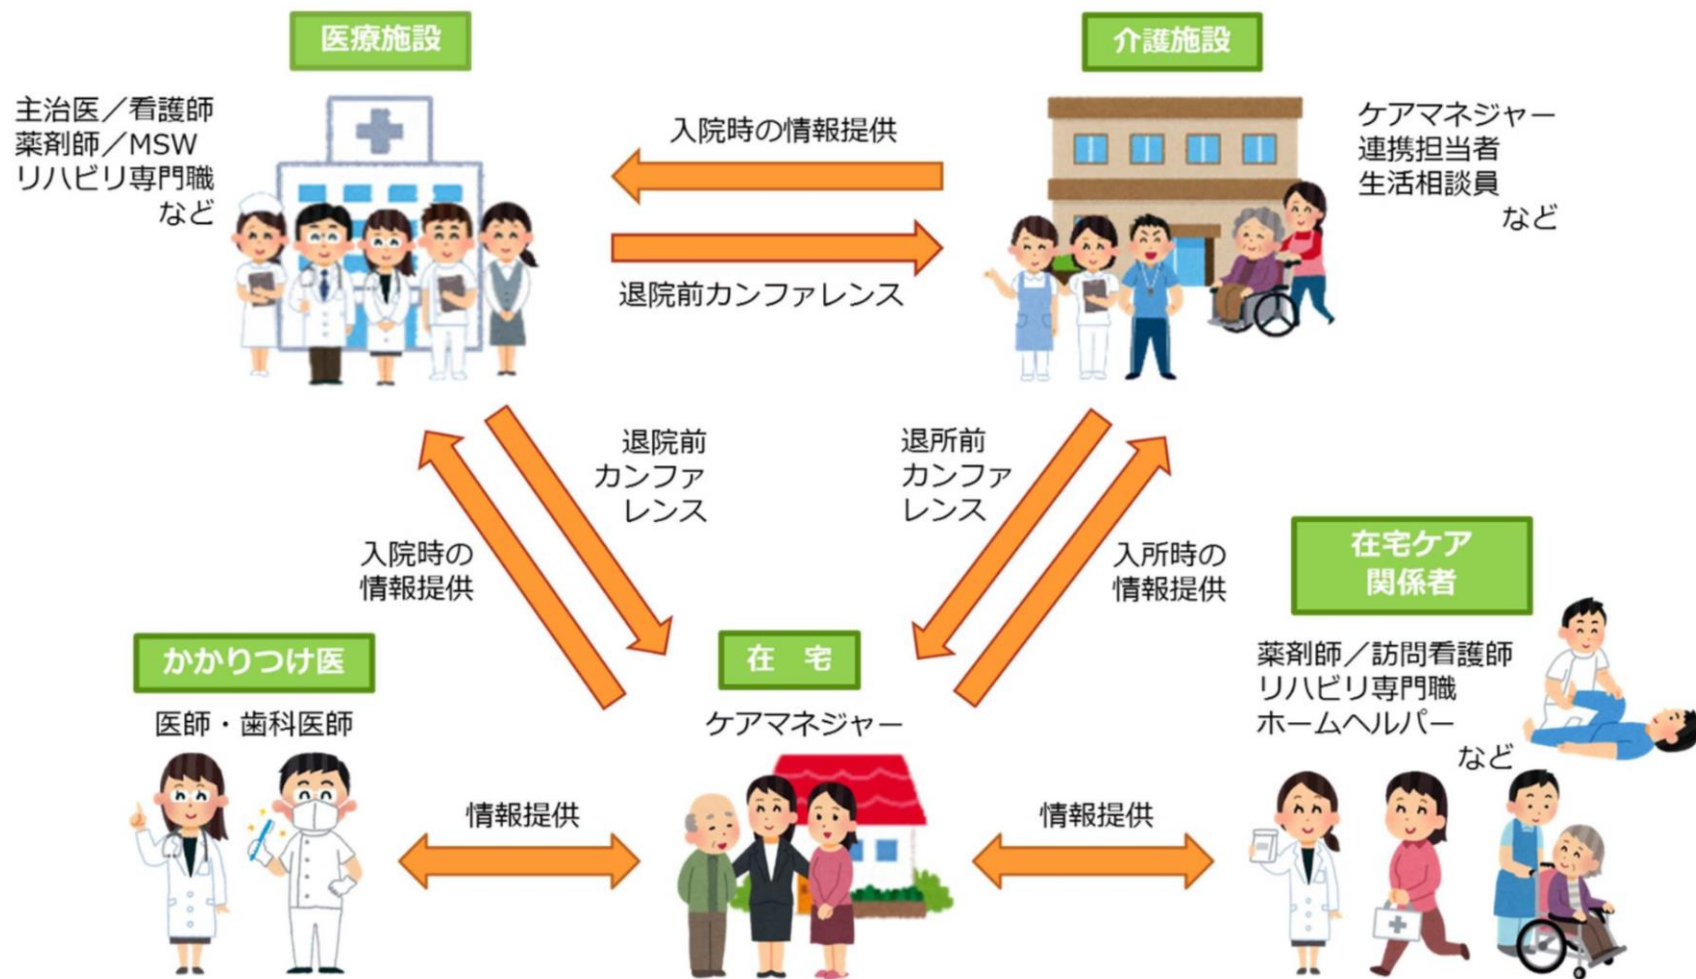 医療施設
主治医／看護師
薬剤師／MSW
リハビリ専門職
など
入院時の情報提供
退院前カンファレンス
介護施設
ケアマネジャー
連携担当者
生活相談員
など
退院前
カンファ
レンス
入院時の
情報提供
退所前
カンファ
レンス
入所時の
情報提供
かかりつけ医
医師・歯科医師
情報提供
在　宅
ケアマネジャー
情報提供
在宅ケア
関係者
薬剤師／訪問看護師
リハビリ専門職
ホームヘルパー
など